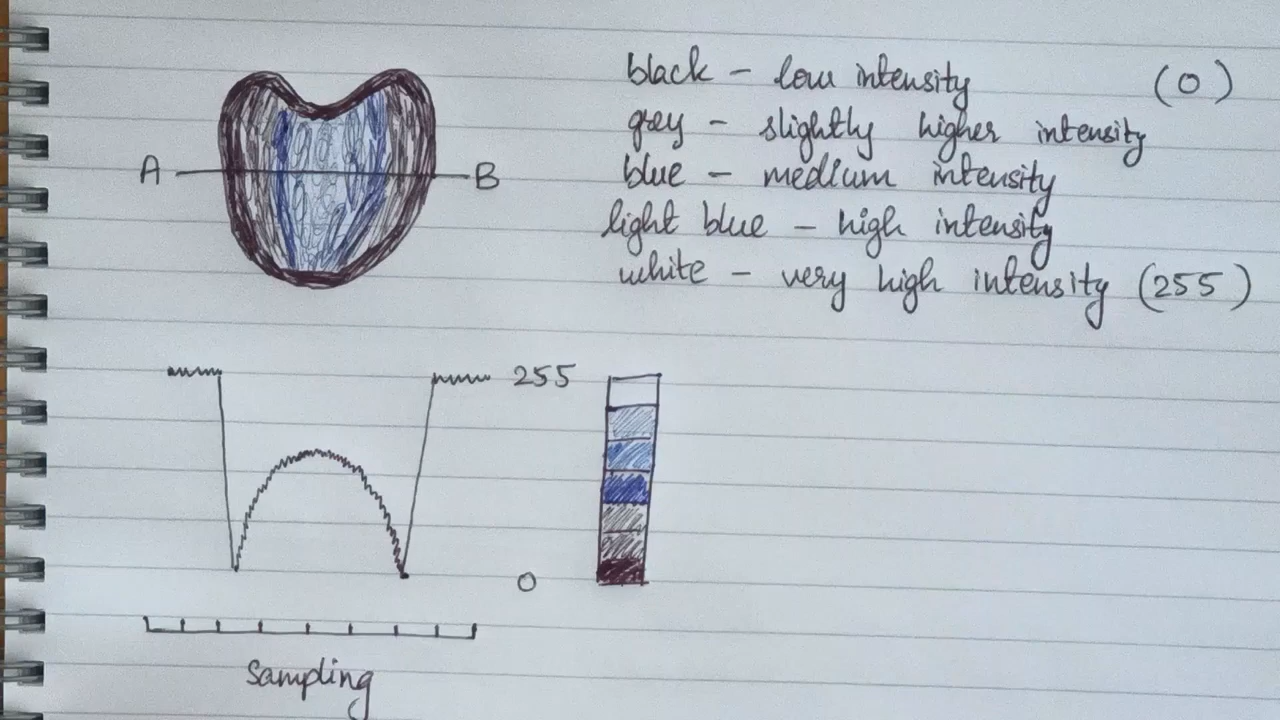 black - low intensity (0)
grey - slightly higher intensity
blue - medium intensity
light blue - high intensity
white - very high intensity (255)
A
B
255
0
Sampling